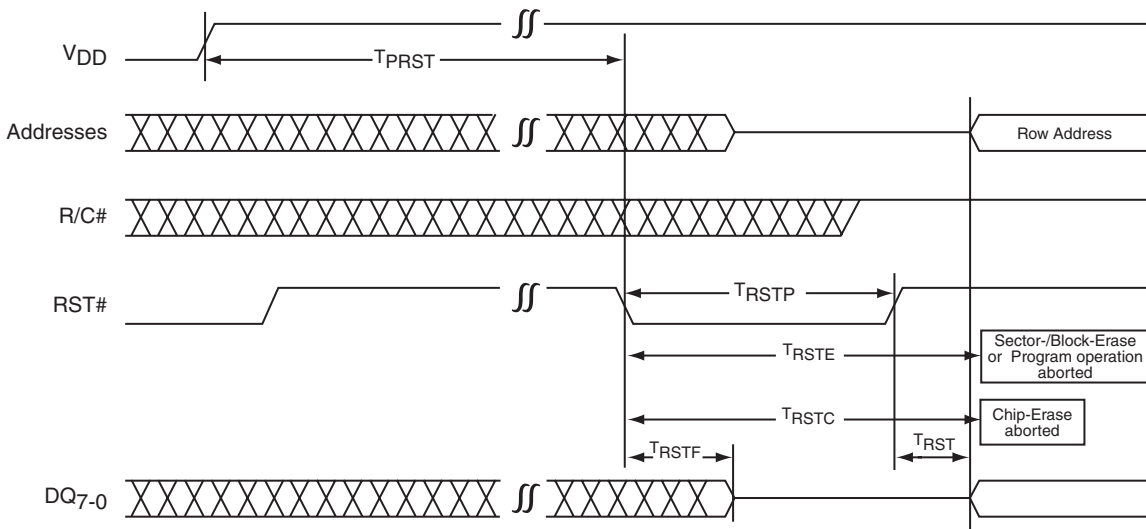 VDD
TPRST
Addresses
Row Address
R/C#
RST#
TRSTP
TRSTE
Sector-/Block-Erase
or Program operation
aborted
TRSTC
Chip-Erase
aborted
TRSTF
TRST
DQ7-0